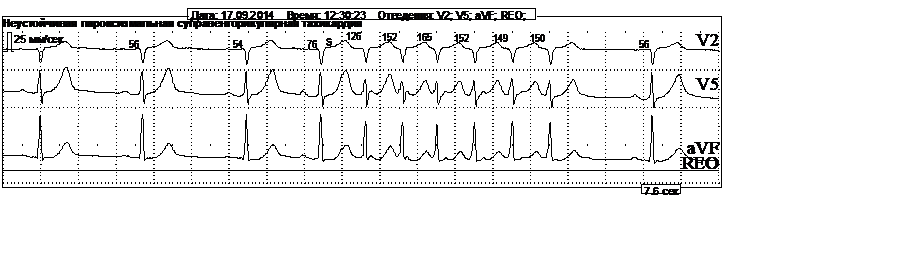 Дата: 17.09.2014 Время: 12:30:23 Отведения: V2; V5; aVF; REO;
Неустойчивая пароксизмальная суправентрикулярная тахикардия
25 мм/сек
56 54 76 S 126 152 165 152 149 150 56
V2
V5
aVF
REO
7.6 сек